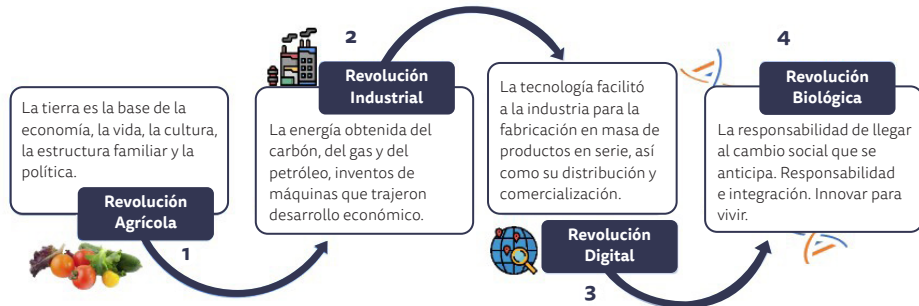 La tierra es la base de la
economía, la vida, la cultura,
la estructura familiar y la
política.
Revolución
Agrícola
1
2
Revolución
Industrial
La energía obtenida del
carbón, del gas y del
petróleo, inventos de
máquinas que trajeron
desarrollo económico.
La tecnología facilitó
a la industria para la
fabricación en masa de
productos en serie, así
como su distribución y
comercialización.
Revolución
Digital
3
4
Revolución
Biológica
La responsabilidad de llegar
al cambio social que se
anticipa. Responsabilidad
e integración. Innovar para
vivir.